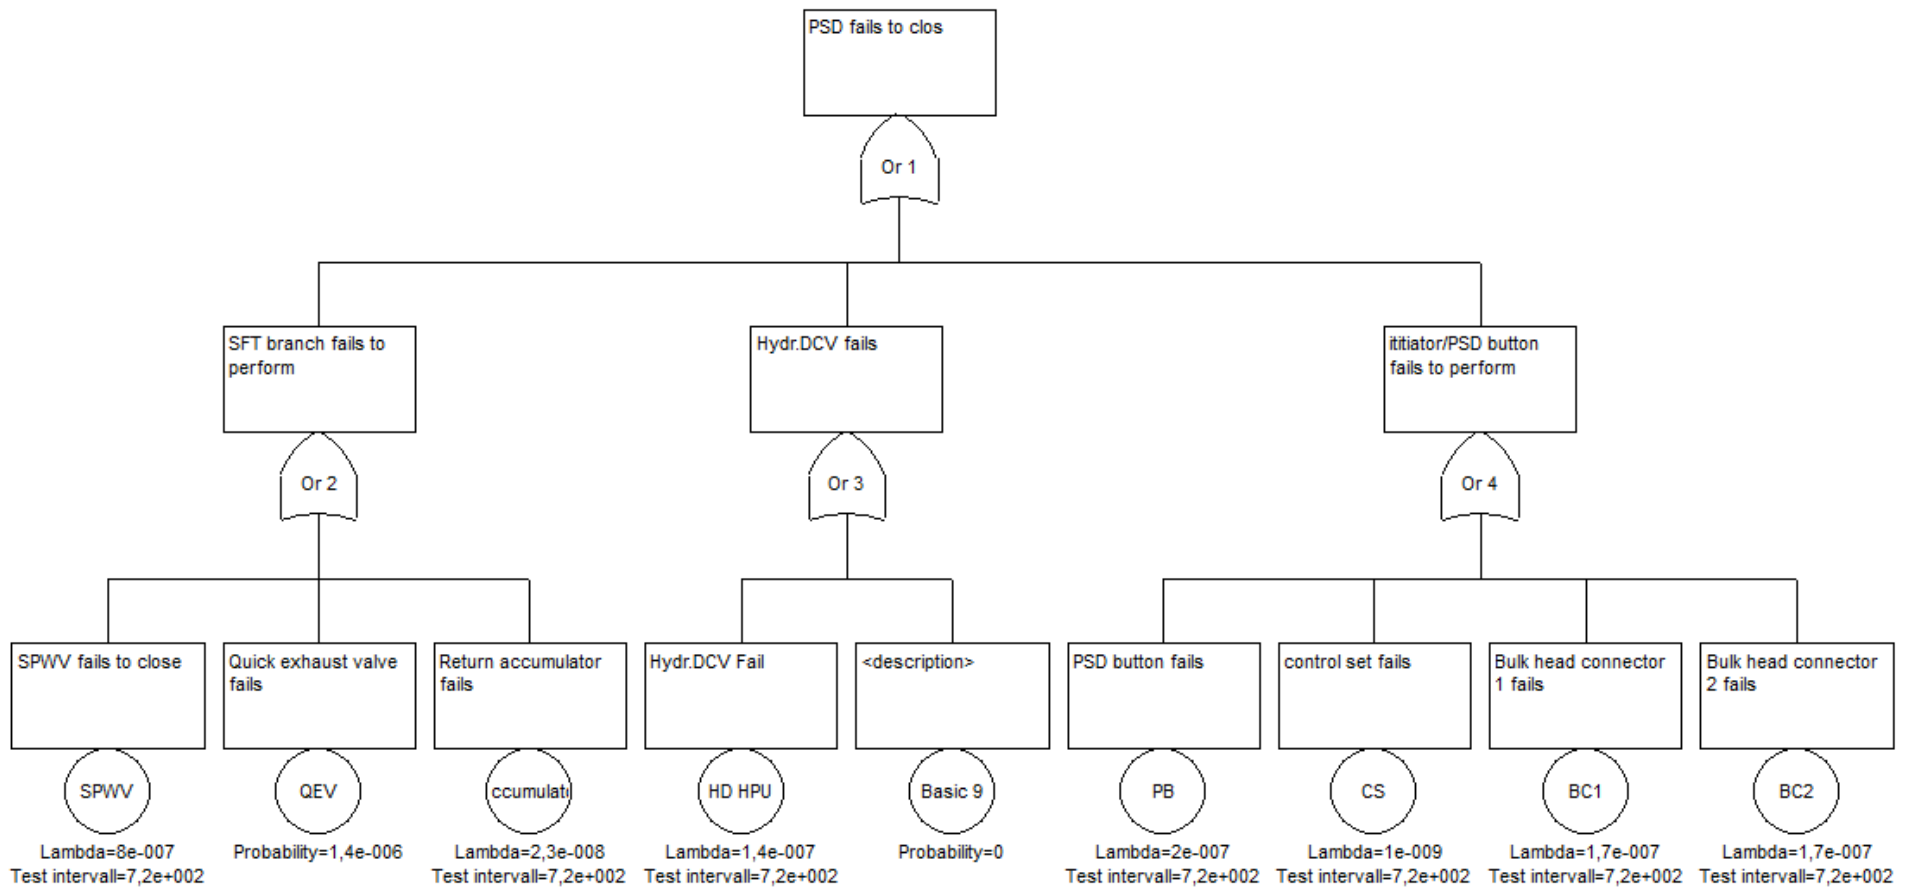 PSD fails to clos
Or 1
SFT branch fails to
perform
Hydr.DCV fails
ititiator/PSD button
fails to perform
Or 2
Or 3
Or 4
SPWV fails to close
Quick exhaust valve
fails
Return accumulator
fails
Hydr.DCV Fail
<description>
PSD button fails
control set fails
Bulk head connector
1 fails
Bulk head connector
2 fails
SPWV
QEV
ccumulat
HD HPU
Basic 9
PB
CS
BC1
BC2
Lambda=8e-007
Test intervall=7,2e+002
Probability=1,4e-006
Lambda=2,3e-008
Test intervall=7,2e+002
Lambda=1,4e-007
Test intervall=7,2e+002
Probability=0
Lambda=2e-007
Test intervall=7,2e+002
Lambda=1e-009
Test intervall=7,2e+002
Lambda=1,7e-007
Test intervall=7,2e+002
Lambda=1,7e-007
Test intervall=7,2e+002